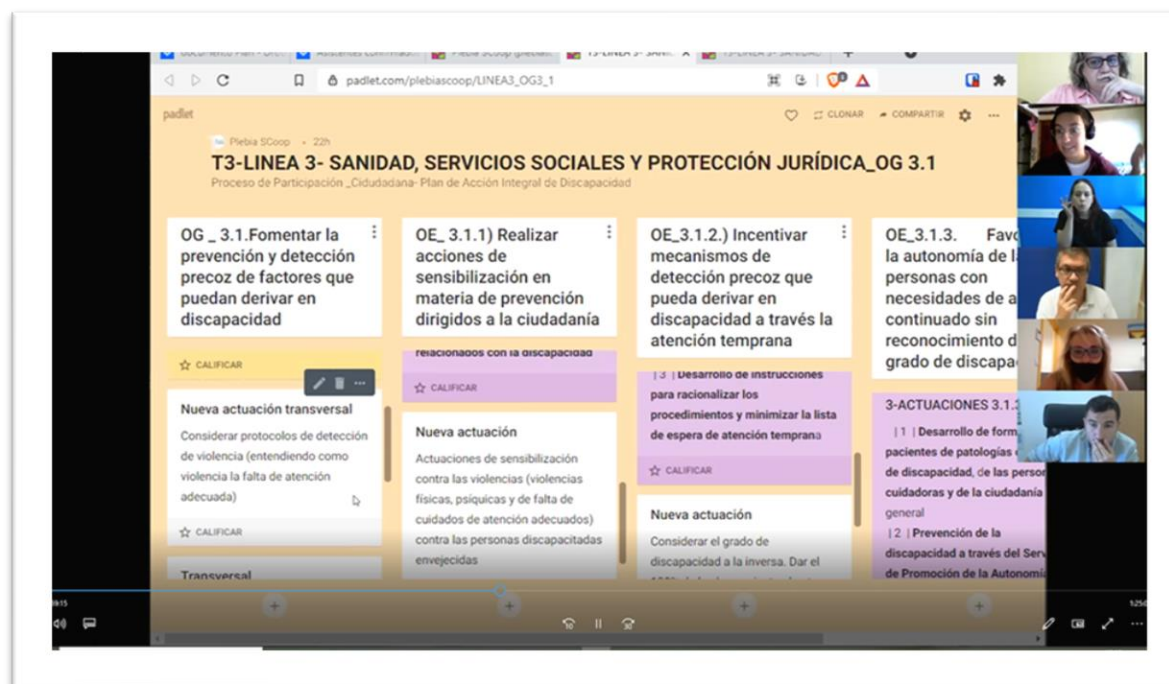 padlet.com/plebiascoop/LINEA3_OG3_1
padlet
CLONAR
COMPARTIR
Plebia SCoop • 22h
T3-LINEA 3- SANIDAD, SERVICIOS SOCIALES Y PROTECCIÓN JURÍDICA_OG 3.1
Proceso de Participación _Cidudadana- Plan de Acción Integral de Discapacidad
OG _ 3.1.Fomentar la
prevención y detección
precoz de factores que
puedan derivar en
discapacidad
CALIFICAR
Nueva actuación transversal
Considerar protocolos de detección
de violencia (entendiendo como
violencia la falta de atención
adecuada)
CALIFICAR
Transversal
OE_ 3.1.1) Realizar
acciones de
sensibilización en
materia de prevención
dirigidos a la ciudadanía
relacionados con la discapacidad
CALIFICAR
Nueva actuación
Actuaciones de sensibilización
contra las violencias (violencias
físicas, psíquicas y de falta de
cuidados de atención adecuados)
contra las personas discapacitadas
envejecidas
OE_3.1.2.) Incentivar
mecanismos de
detección precoz que
pueda derivar en
discapacidad a través la
atención temprana
| 3 | Desarrollo de instrucciones
para racionalizar los
procedimientos y minimizar la lista
de espera de atención temprana
CALIFICAR
Nueva actuación
Considerar el grado de
discapacidad a la inversa. Dar el
OE_3.1.3. Favo
la autonomía de l
personas con
necesidades de a
continuado sin
reconocimiento d
grado de discapa
3-ACTUACIONES 3.1.3
| 1 | Desarrollo de form
pacientes de patologías
de discapacidad, de las person
cuidadoras y de la ciudadanía
general
| 2 | Prevención de la
discapacidad a través del Serv
de Promoción de la Autonomía
10
30